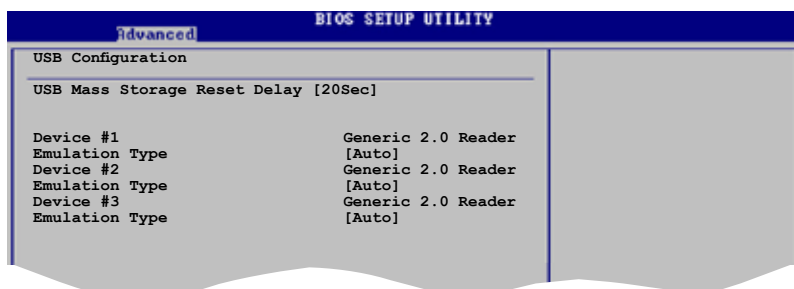 BIOS SETUP UTILITY
Advanced
USB Configuration
USB Mass Storage Reset Delay [20Sec]
Device #1 Generic 2.0 Reader
Emulation Type [Auto]
Device #2 Generic 2.0 Reader
Emulation Type [Auto]
Device #3 Generic 2.0 Reader
Emulation Type [Auto]